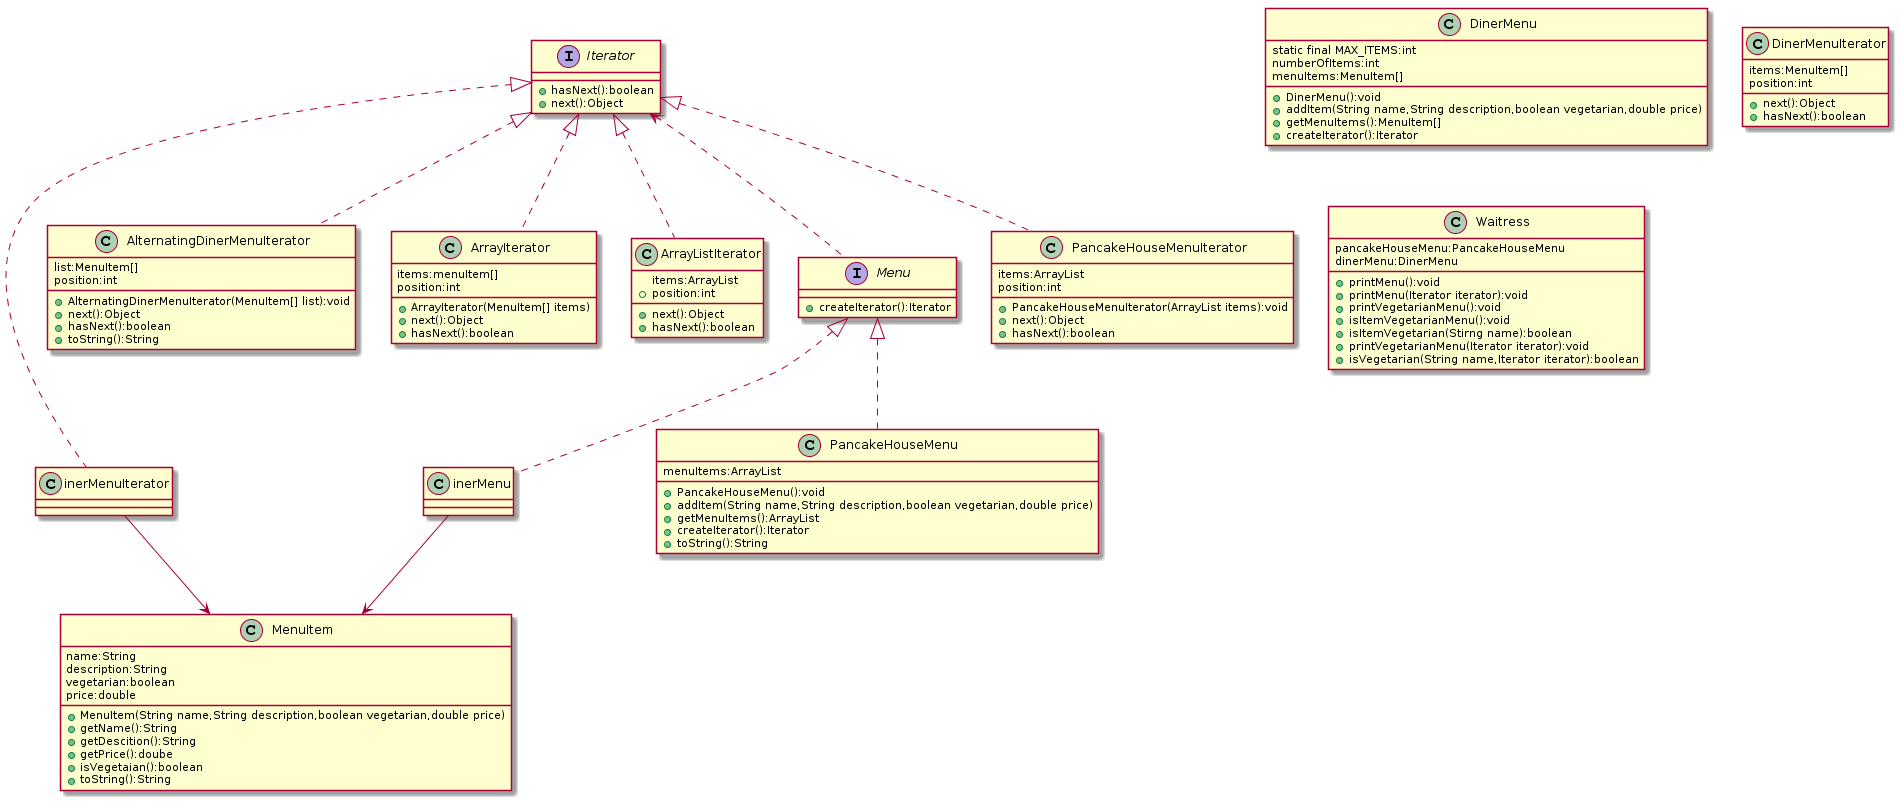 I Iterator
hasNext():boolean
next():Object
C DinerMenu
static final MAX_ITEMS:int
numberOfItems:int
menuItems:MenuItem[]
DinerMenu():void
addItem(String name,String description,boolean vegetarian,double price)
getMenuItems():MenuItem[]
createIterator():Iterator
C DinerMenuIterator
items:MenuItem[]
position:int
next():Object
hasNext():boolean
C AlternatingDinerMenuIterator
list:MenuItem[]
position:int
AlternatingDinerMenuIterator(MenuItem[] list):void
next():Object
hasNext():boolean
toString():String
C ArrayIterator
items:menuItem[]
position:int
ArrayIterator(MenuItem[] items)
next():Object
hasNext():boolean
C ArrayListIterator
items:ArrayList
position:int
next():Object
hasNext():boolean
I Menu
createIterator():Iterator
C PancakeHouseMenuIterator
items:ArrayList
position:int
PancakeHouseMenuIterator(ArrayList items):void
next():Object
hasNext():boolean
C Waitress
pancakeHouseMenu:PancakeHouseMenu
dinerMenu:DinerMenu
printMenu():void
printMenu(Iterator iterator):void
printVegetarianMenu():void
isItemVegetarianMenu():void
isItemVegetarian(Stirng name):boolean
printVegetarianMenu(Iterator iterator):void
isVegetarian(String name,Iterator iterator):boolean
C inerMenuIterator
C inerMenu
C PancakeHouseMenu
menuItems:ArrayList
PancakeHouseMenu():void
addItem(String name,String description,boolean vegetarian,double price)
getMenuItems():ArrayList
createIterator():Iterator
toString():String
C MenuItem
name:String
description:String
vegetarian:boolean
price:double
MenuItem(String name,String description,boolean vegetarian,double price)
getName():String
getDescition():String
getPrice():doube
isVegetaian():boolean
toString():String